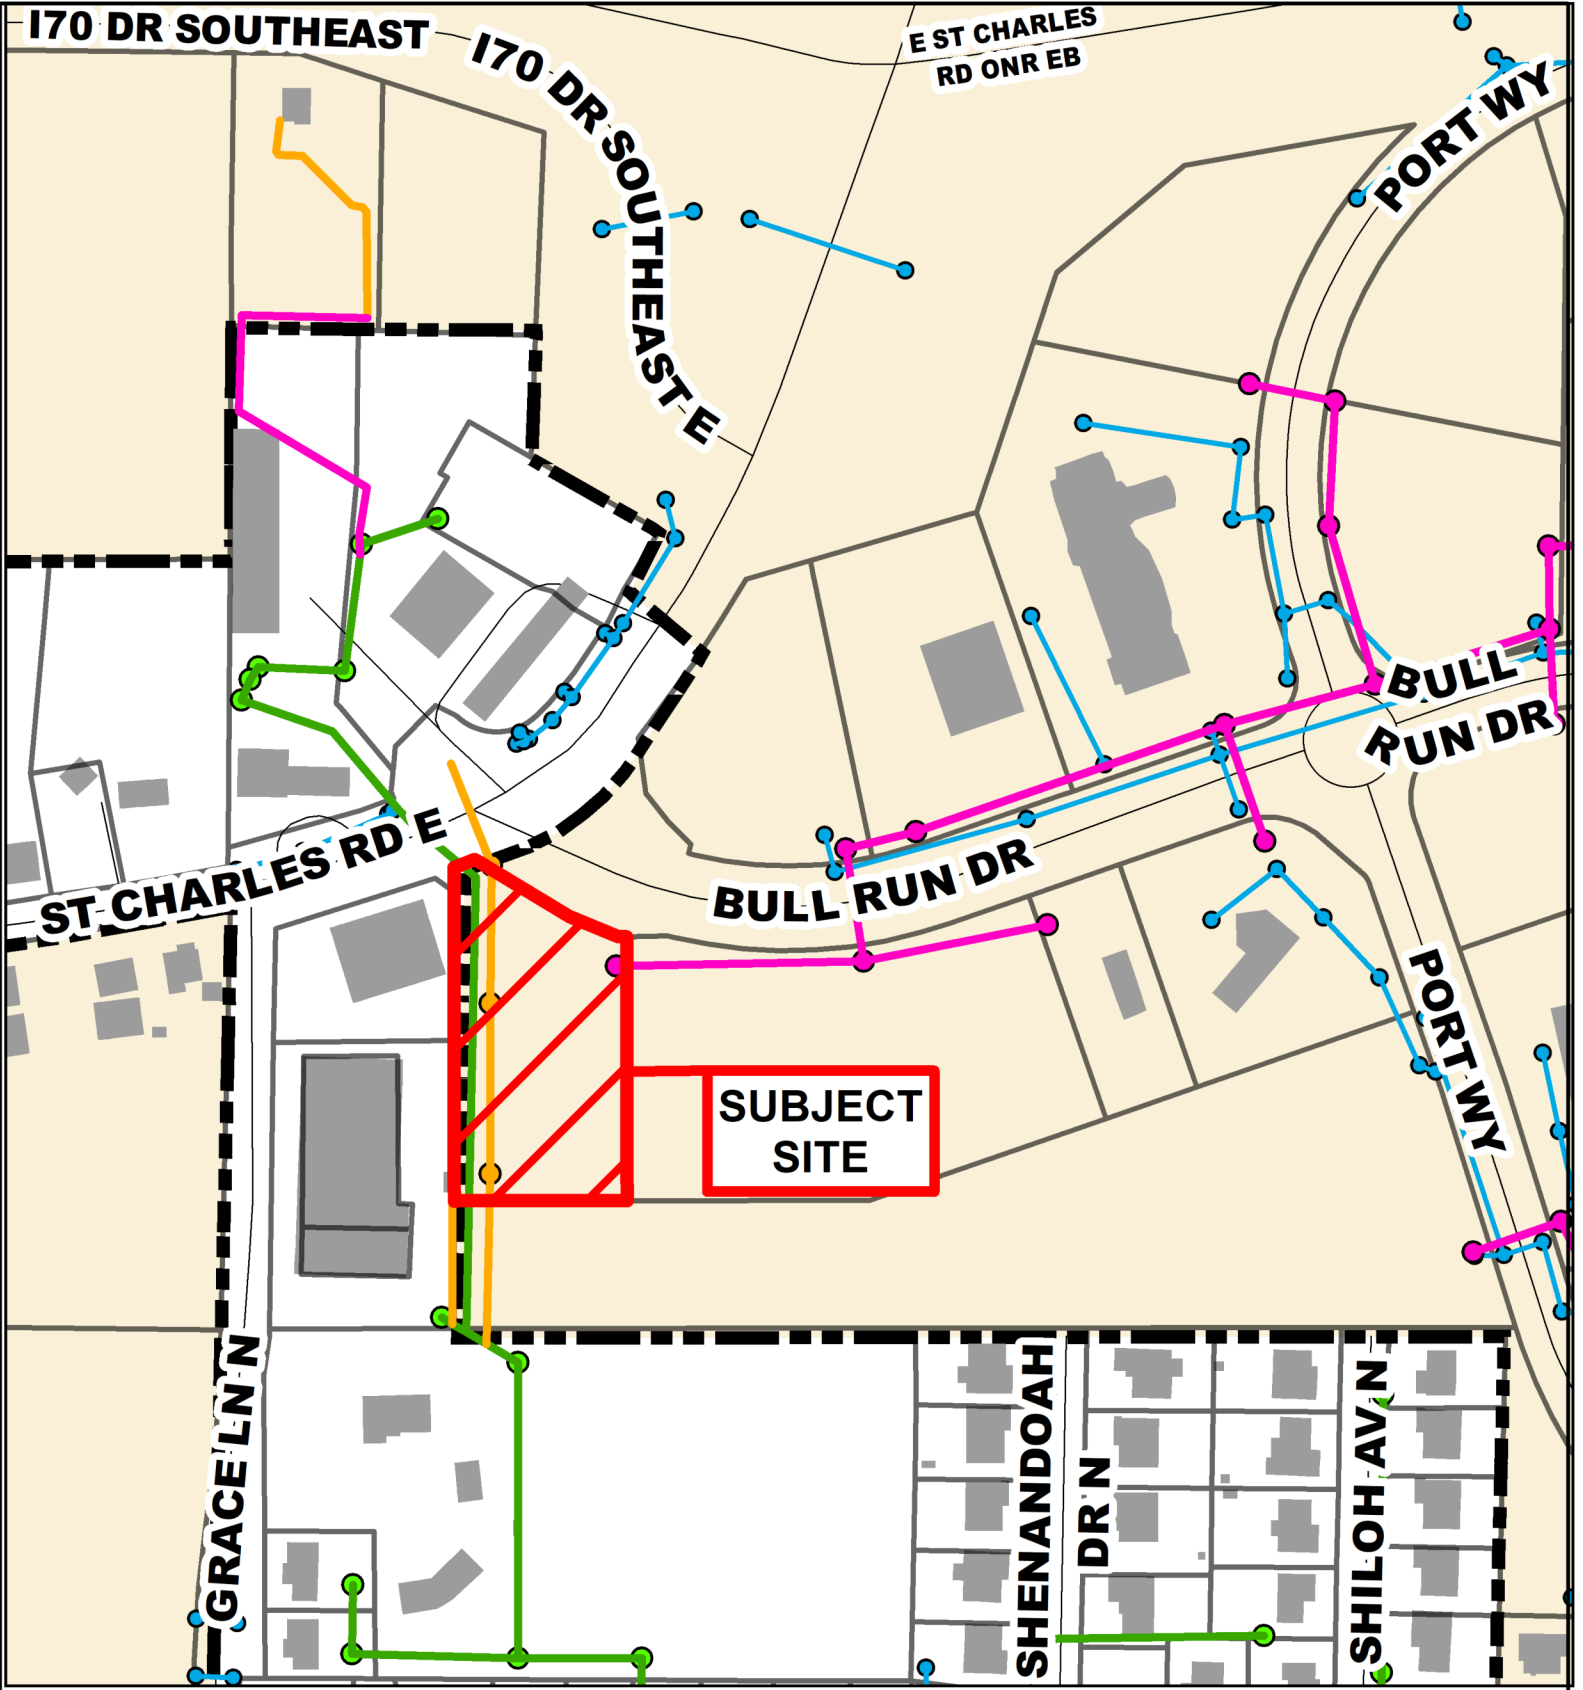 I70 DR SOUTHEAST
I70 DR SOUTHEAST E
E ST CHARLES
RD ONR EB
PORT WY
BULL
RUN DR
ST CHARLES RD E
BULL RUN DR
PORT WY
SUBJECT
SITE
GRACE LN N
SHENANDOAH
DR N
SHILOH AV N